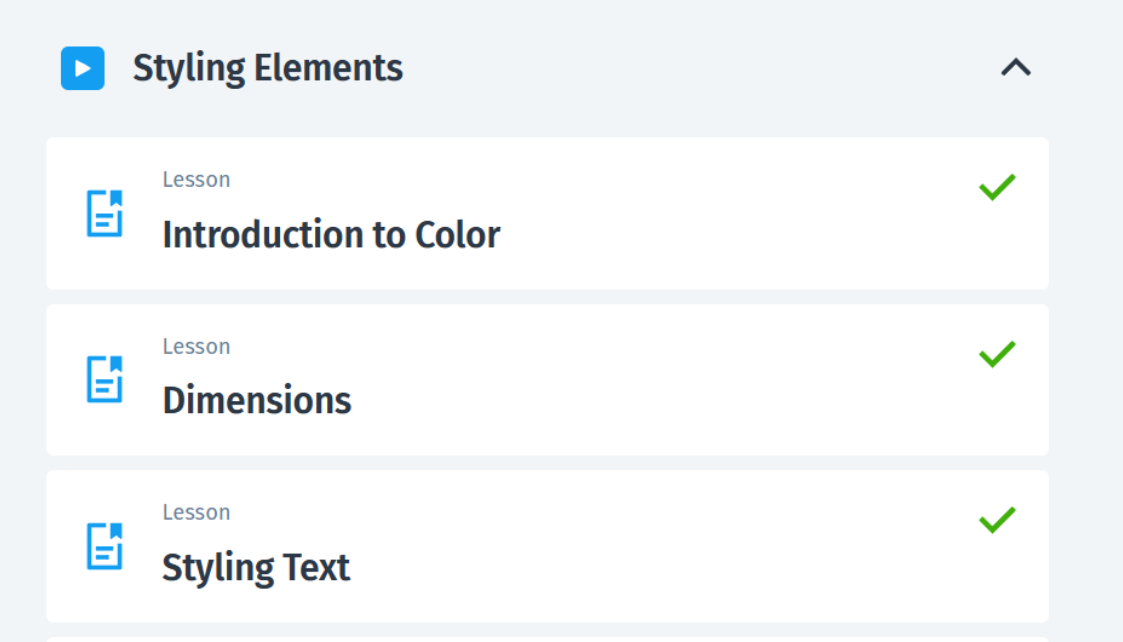 Styling Elements
Lesson
Introduction to Color
Lesson
Dimensions
Lesson
Styling Text